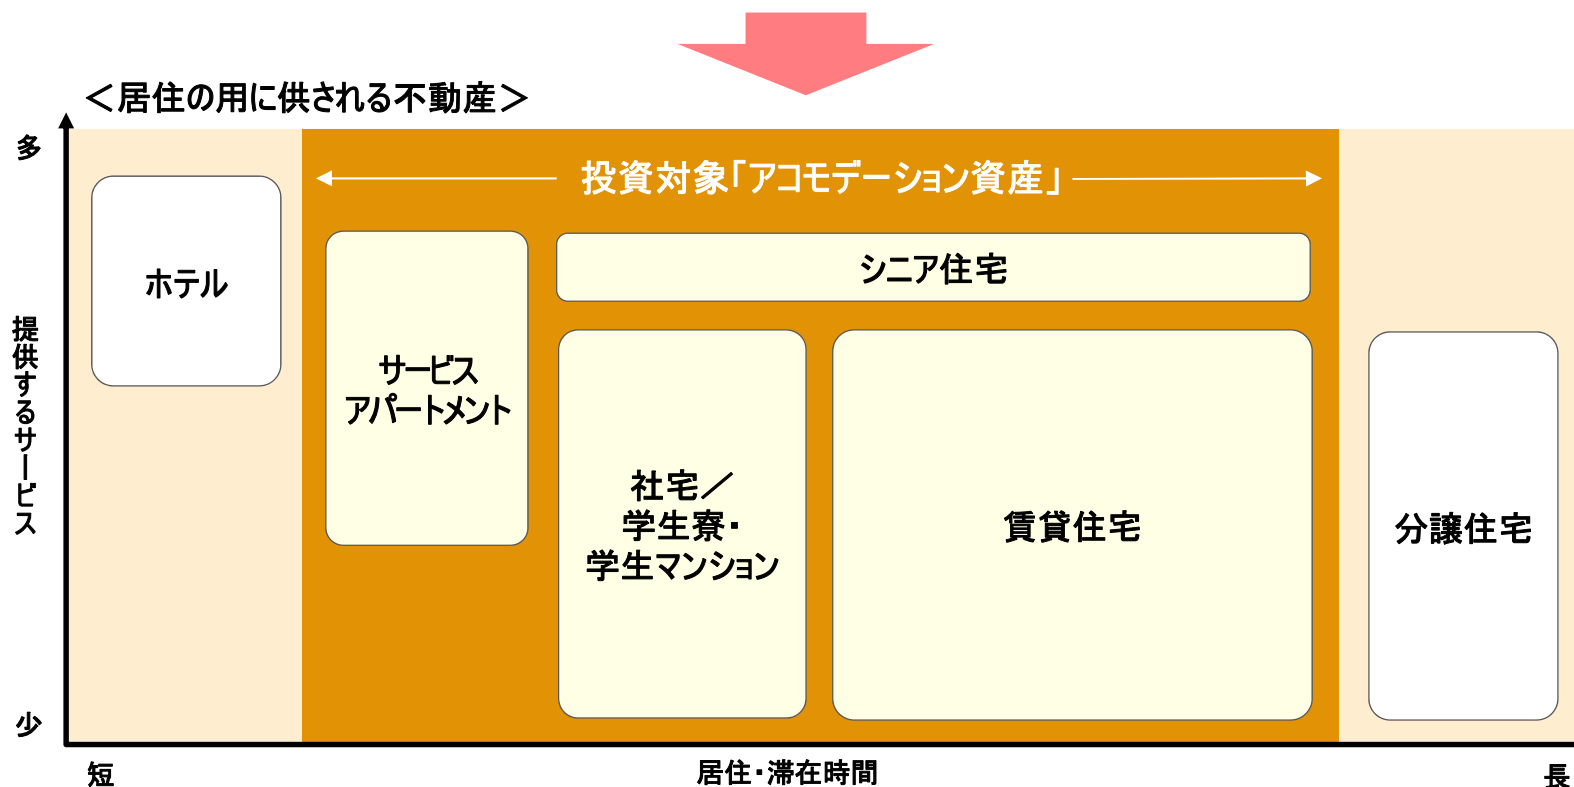 ＜居住の用に供される不動産＞
多
投資対象「アコモデーション資産」
ホテル
シニア住宅
サービス
アパートメント
提供するサービス
社宅／
学生寮・
学生マンション
賃貸住宅
分譲住宅
少
短
居住・滞在時間
長